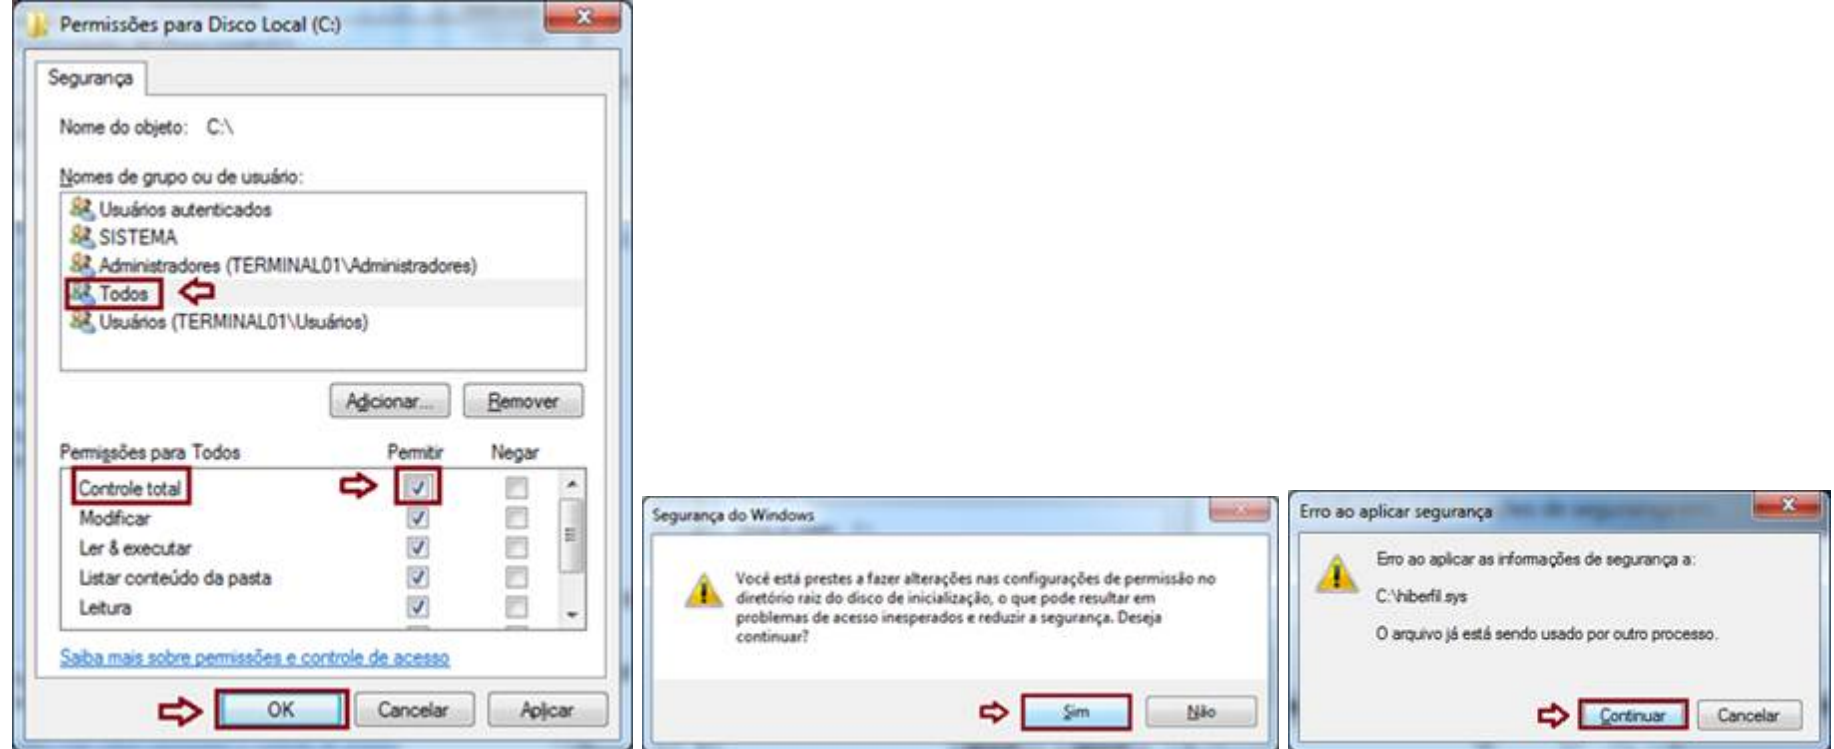 Permissões para Disco Local (C:)
Segurança
Nome do objeto: C:\
Nomes de grupo ou de usuário:
Usuários autenticados
SISTEMA
Administradores (TERMINAL01\Administradores)
Todos
Usuários (TERMINAL01\Usuários)
Adicionar... Remover
Permissões para Todos Permitir Negar
Controle total
Modificar
Ler & executar
Listar conteúdo da pasta
Leitura
Saiba mais sobre permissões e controle de acesso
OK Cancelar Aplicar
Segurança do Windows
Você está prestes a fazer alterações nas configurações de permissão no
diretório raiz do disco de inicialização, o que pode resultar em
problemas de acesso inesperados e reduzir a segurança. Deseja
continuar?
Sim Não
Erro ao aplicar segurança
Erro ao aplicar as informações de segurança a:
C:\hiberfil.sys
O arquivo já está sendo usado por outro processo.
Continuar Cancelar